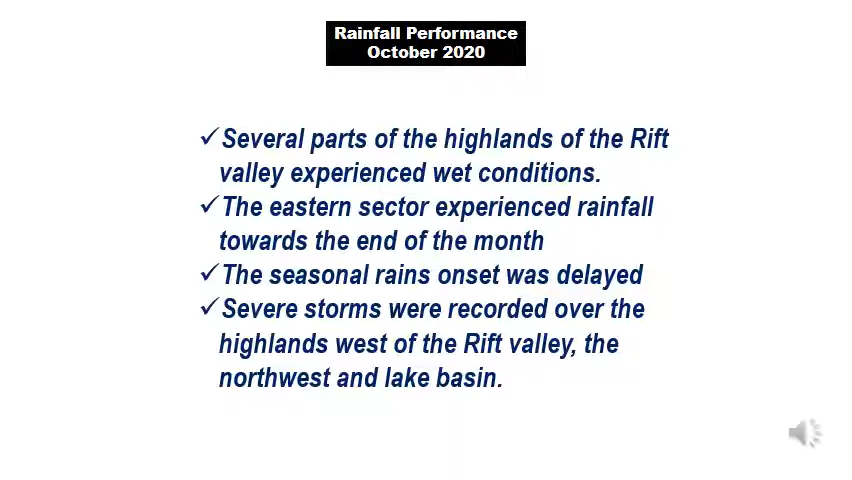 Rainfall Performance
October 2020
✓Several parts of the highlands of the Rift
valley experienced wet conditions.
✓The eastern sector experienced rainfall
towards the end of the month
✓The seasonal rains onset was delayed
✓Severe storms were recorded over the
highlands west of the Rift valley, the
northwest and lake basin.